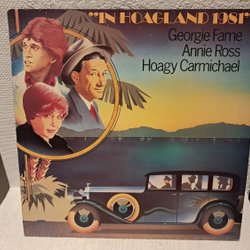 "IN HOAGLAND 1981"
Georgie Fame
Annie Ross
Hoagy Carmichael